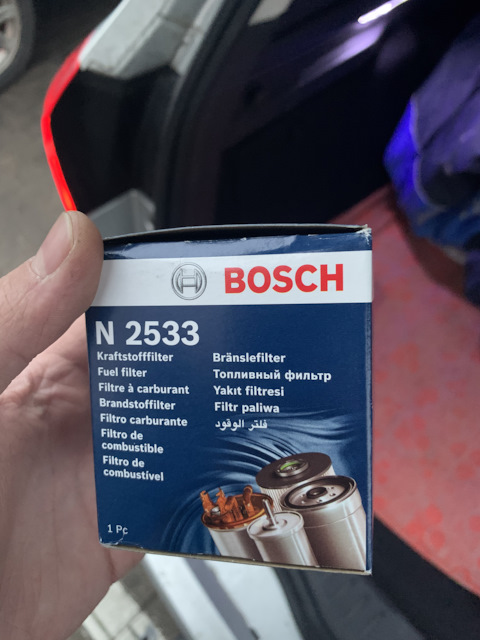 BOSCH
N 2533
Kraftstofffilter
Fuel filter
Filtre à carburant
Brandstoffilter
Filtro carburante
Filtro de
combustible
Filtro de
combustível
Bränslefilter
Топливный фильтр
Yakıt filtresi
Filtr paliwa
فلتر الوقود
1 Pc